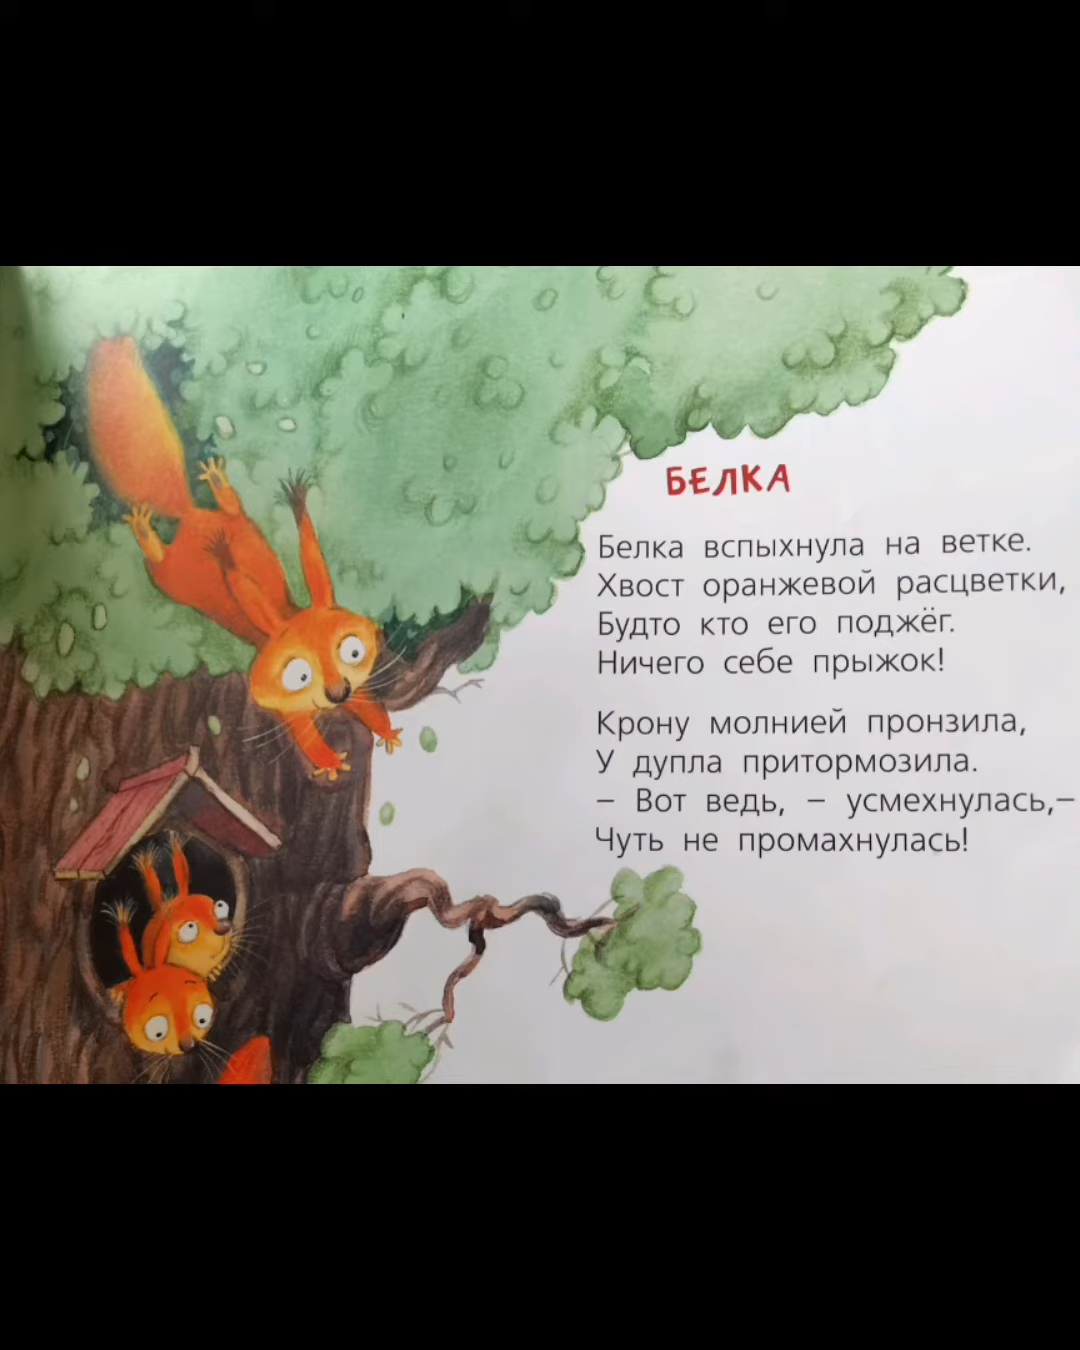 БЕЛКА
Белка вспыхнула на ветке.
Хвост оранжевой расцветки,
Будто кто его поджёг.
Ничего себе прыжок!
Крону молнией пронзила,
У дупла притормозила.
– Вот ведь, – усмехнулась,–
Чуть не промахнулась!